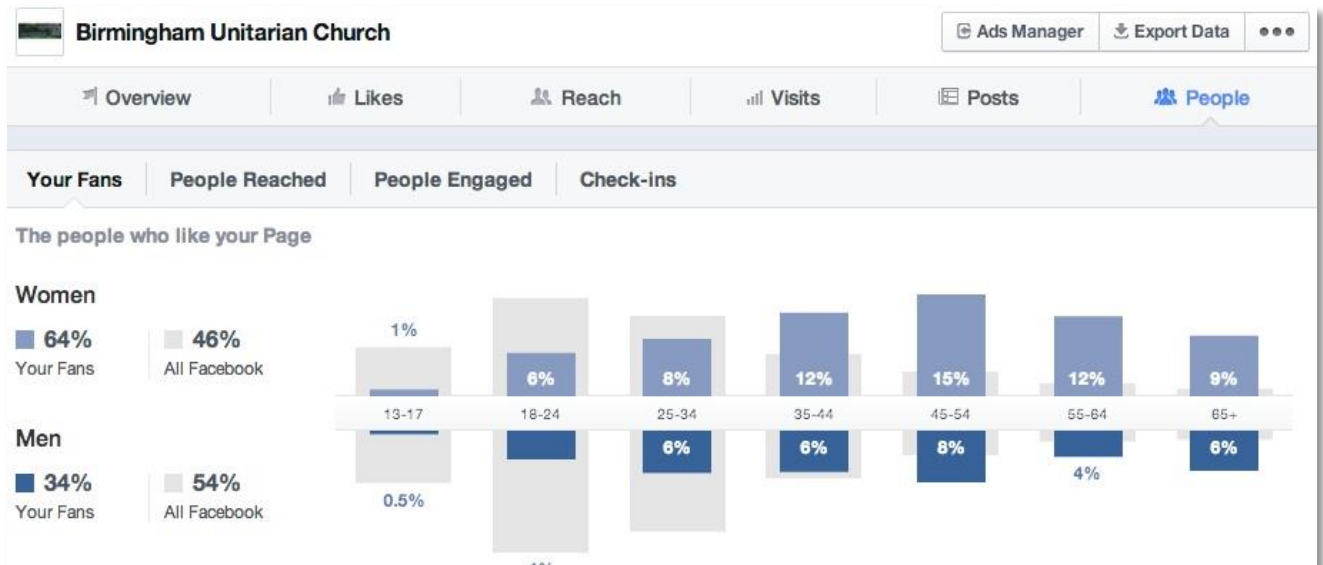 Birmingham Unitarian Church
Ads Manager
Export Data
Overview
Likes
Reach
Visits
Posts
People
Your Fans
People Reached
People Engaged
Check-ins
The people who like your Page
Women
64%
46%
Your Fans
All Facebook
1%
6%
8%
12%
15%
12%
9%
13-17
18-24
25-34
35-44
45-54
55-64
65+
Men
34%
54%
Your Fans
All Facebook
0.5%
6%
6%
8%
4%
6%